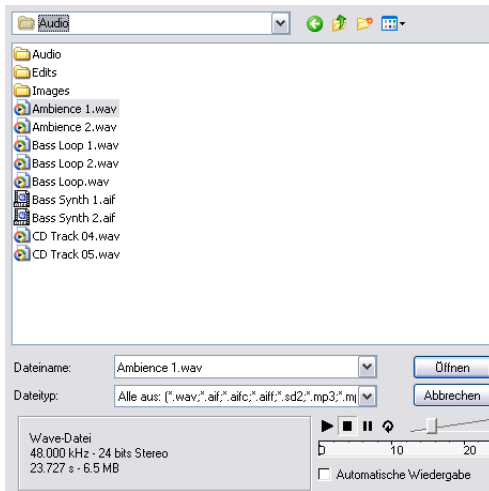 Audio
Audio
Edits
Images
Ambience 1.wav
Ambience 2.wav
Bass Loop 1.wav
Bass Loop 2.wav
Bass Loop.wav
Bass Synth 1.aif
Bass Synth 2.aif
CD Track 04.wav
CD Track 05.wav
Dateiname: Ambience 1.wav Öffnen
Dateityp: Alle aus: (*.wav;*.aif;*.aifc;*.aiff;*.sd2;*.mp3;*.m Abbrechen
Wave-Datei
48.000 kHz - 24 bits Stereo
23.727 s - 6.5 MB
0 10 20
Automatische Wiedergabe